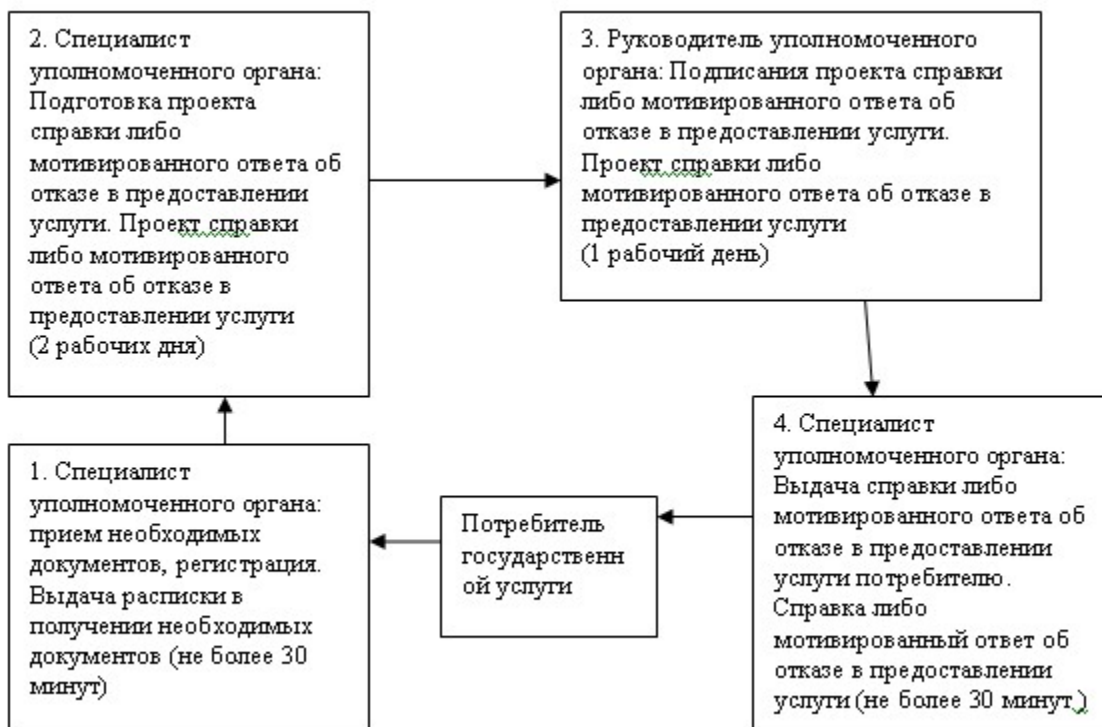 2. Специалист
уполномоченного органа:
Подготовка проекта
справки либо
мотивированного ответа об
отказе в предоставлении
услуги. Проект справки
либо мотивированного
ответа об отказе в
предоставлении услуги
(2 рабочих дня)
3. Руководитель уполномоченного
органа: Подписания проекта справки
либо мотивированного ответа об
отказе в предоставлении услуги.
Проект справки либо
мотивированного ответа об отказе в
предоставлении услуги
(1 рабочий день)
1. Специалист
уполномоченного органа:
прием необходимых
документов, регистрация.
Выдача расписки в
получении необходимых
документов (не более 30
минут)
Потребитель
государственн
ой услуги
4. Специалист
уполномоченного органа:
Выдача справки либо
мотивированного ответа об
отказе в предоставлении
услуги потребителю.
Справка либо
мотивированный ответ об
отказе в предоставлении
услуги (не более 30 минут )